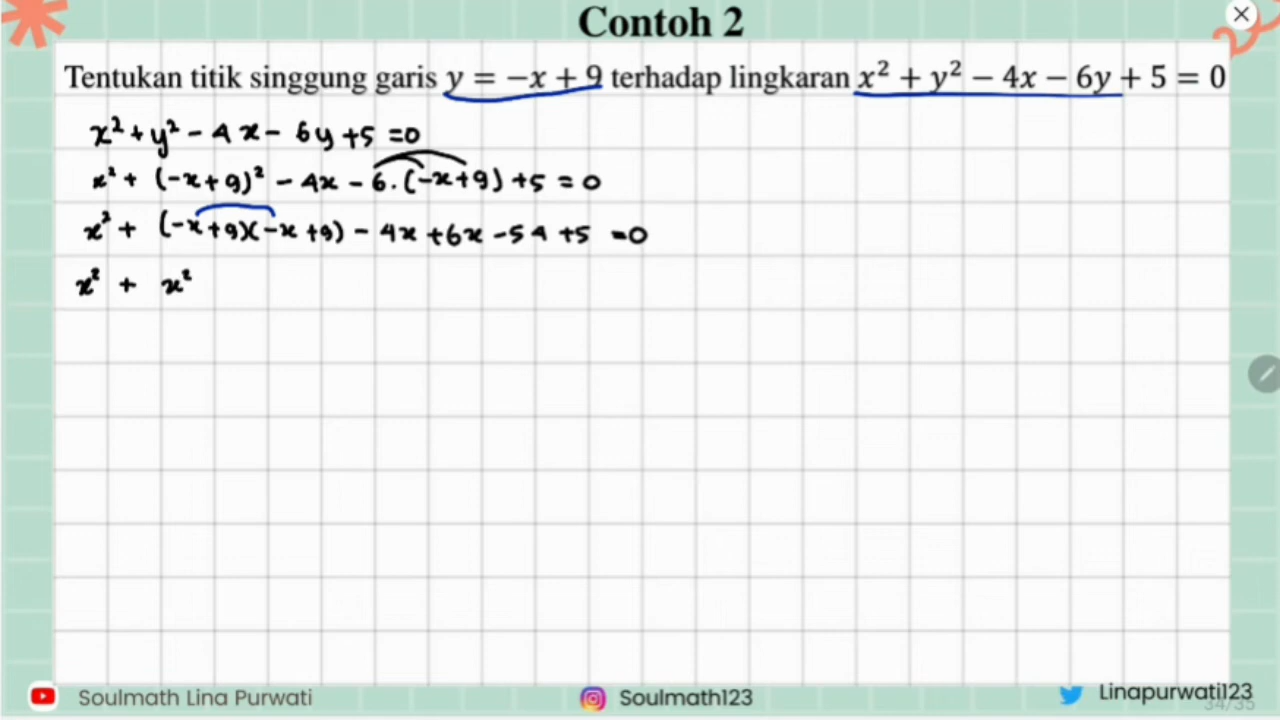 Contoh 2
Tentukan titik singgung garis y = −x + 9 terhadap lingkaran x² + y² − 4x − 6y + 5 = 0
x² + y² − 4x − 6y + 5 = 0
x² + (−x + 9)² − 4x − 6 . (−x + 9) + 5 = 0
x² + (−x + 9)(−x + 9) − 4x + 6x − 54 + 5 = 0
x² + x²
Soulmath Lina Purwati
Soulmath123
Linapurwati123
34/35